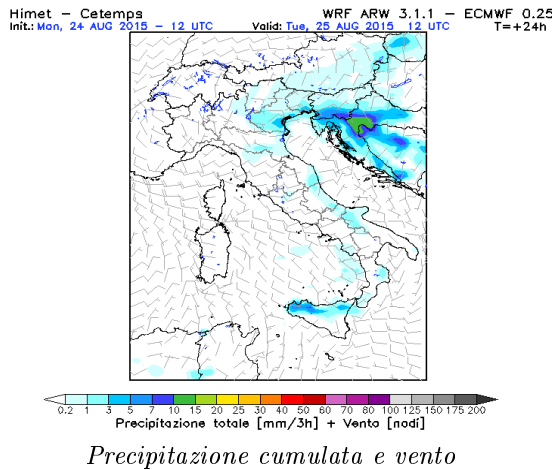 Himet – Cetemps WRF ARW 3.1.1 – ECMWF 0.25
Init.: Mon, 24 AUG 2015 – 12 UTC Valid: Tue, 25 AUG 2015 12 UTC T=+24h
0.2 1 3 5 7 10 15 20 25 30 40 50 60 70 80 100 125 150 175 200
Precipitazione totale [mm/3h] + Vento [nodi]
Precipitazione cumulata e vento